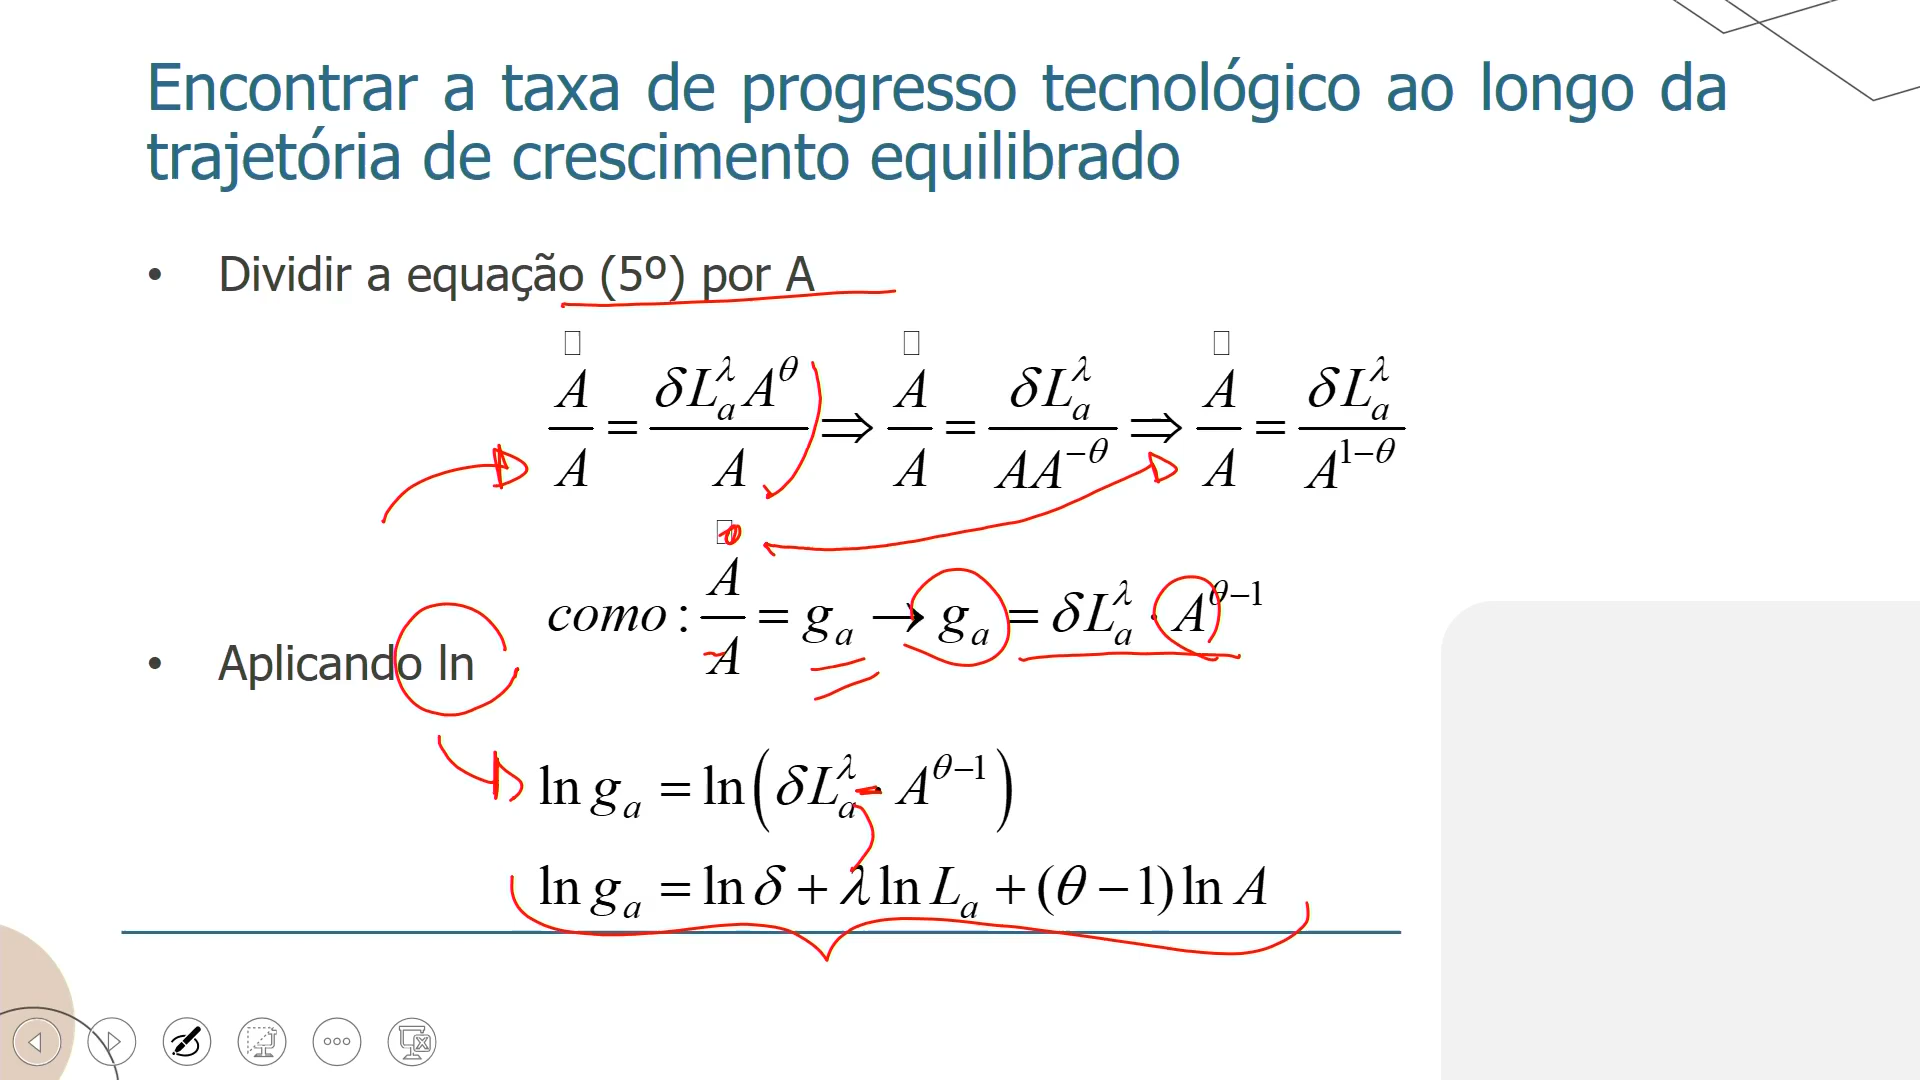 Encontrar a taxa de progresso tecnológico ao longo da
trajetória de crescimento equilibrado
• Dividir a equação (5º) por A
Ȧ/A = δL_a^λ A^θ / A ⇒ Ȧ/A = δL_a^λ / AA^{−θ} ⇒ Ȧ/A = δL_a^λ / A^{1−θ}
como : Ȧ/A = g_a → g_a = δL_a^λ · A^{θ−1}
• Aplicando ln
ln g_a = ln(δL_a^λ · A^{θ−1})
ln g_a = ln δ + λ ln L_a + (θ − 1) ln A